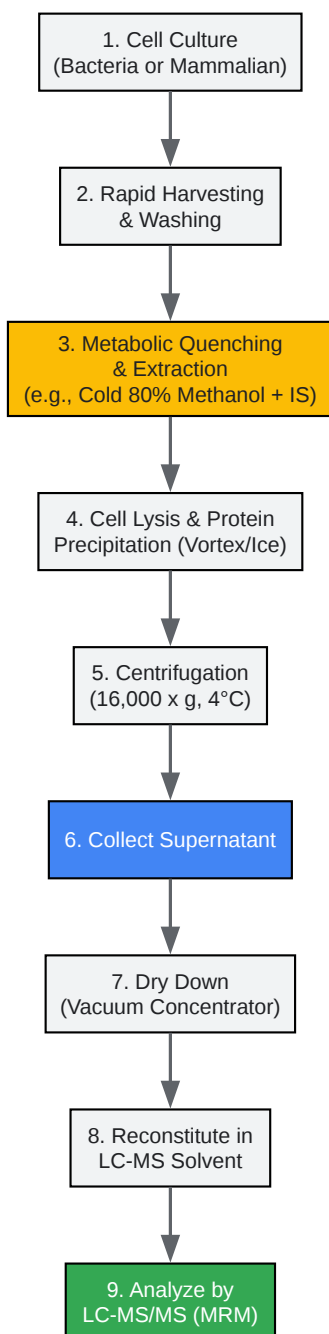 1. Cell Culture
(Bacteria or Mammalian)
2. Rapid Harvesting
& Washing
3. Metabolic Quenching
& Extraction
(e.g., Cold 80% Methanol + IS)
4. Cell Lysis & Protein
Precipitation (Vortex/Ice)
5. Centrifugation
(16,000 x g, 4°C)
6. Collect Supernatant
7. Dry Down
(Vacuum Concentrator)
8. Reconstitute in
LC-MS Solvent
9. Analyze by
LC-MS/MS (MRM)